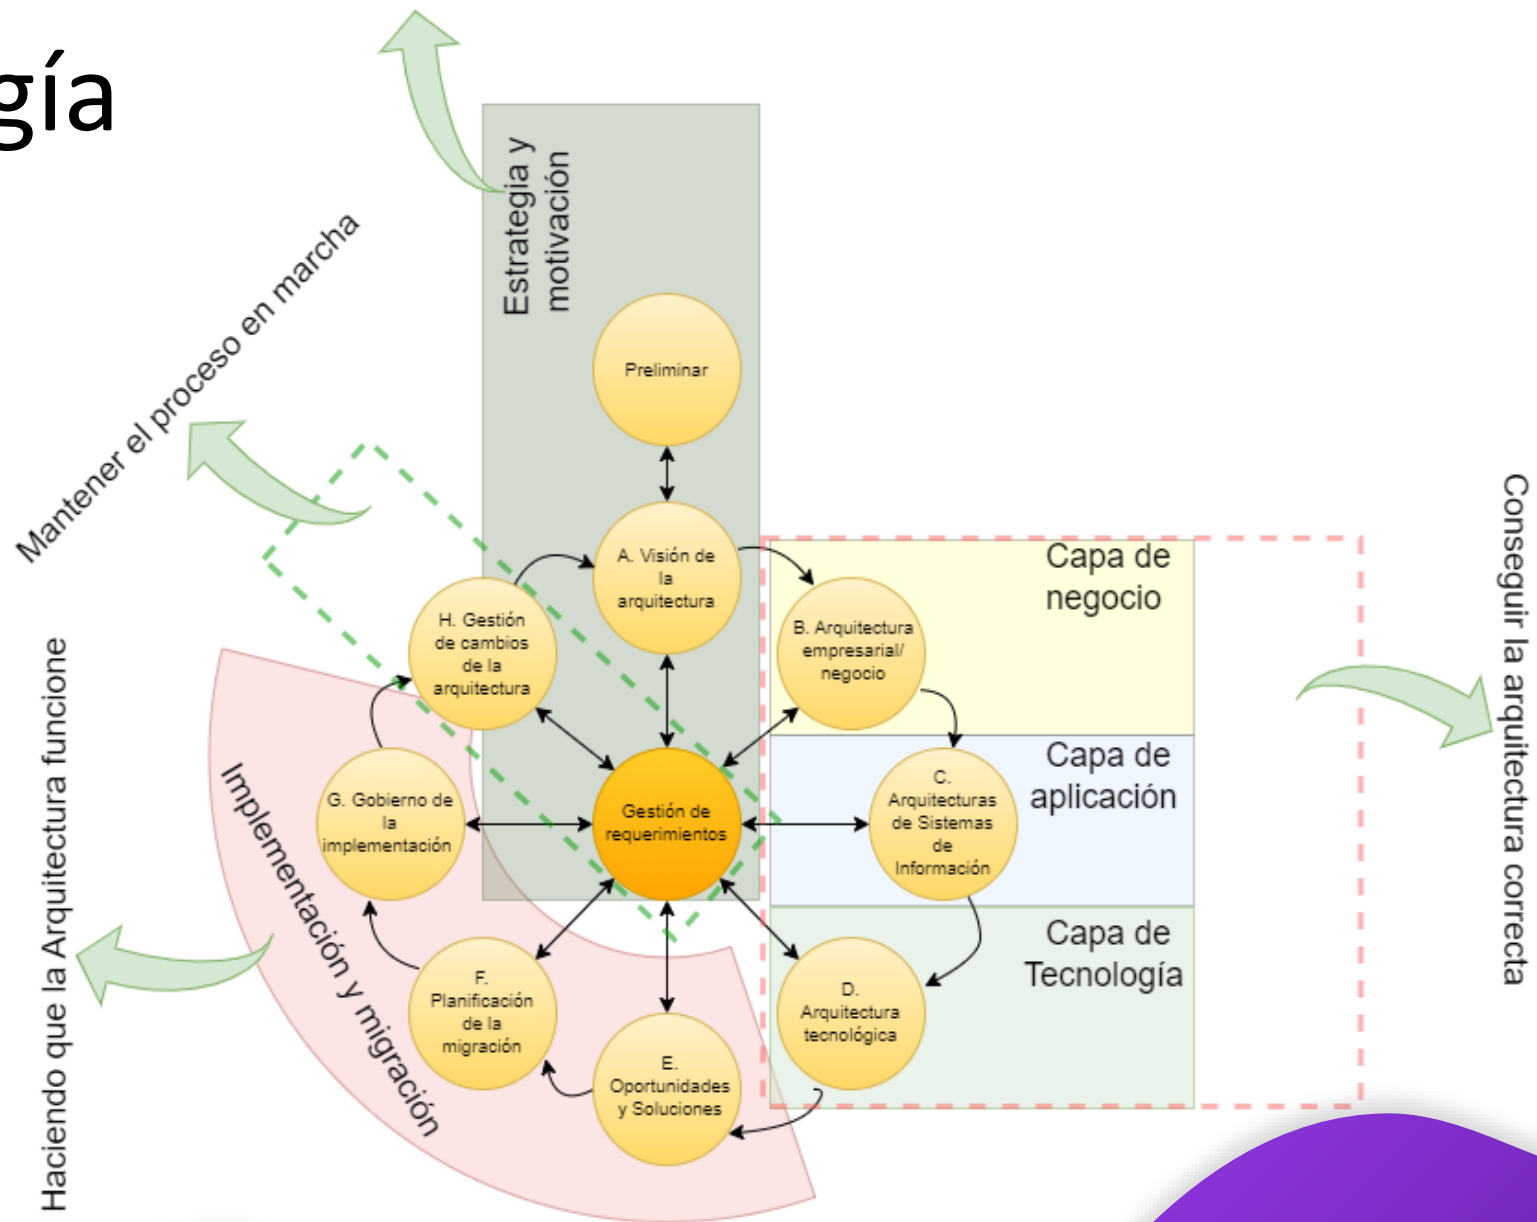 gía
Estrategia y
motivación
Mantener el proceso en marcha
Preliminar
A. Visión de
la
arquitectura
H. Gestión
de cambios
de la
arquitectura
B. Arquitectura
empresarial/
negocio
Capa de
negocio
Capa de
aplicación
C.
Arquitecturas
de Sistemas
de
Información
Gestión de
requerimientos
G. Gobierno de
la
implementación
Capa de
Tecnología
D.
Arquitectura
tecnológica
F.
Planificación
de la
migración
E.
Oportunidades
y Soluciones
Implementación y migración
Haciendo que la Arquitectura funcione
Conseguir la arquitectura correcta